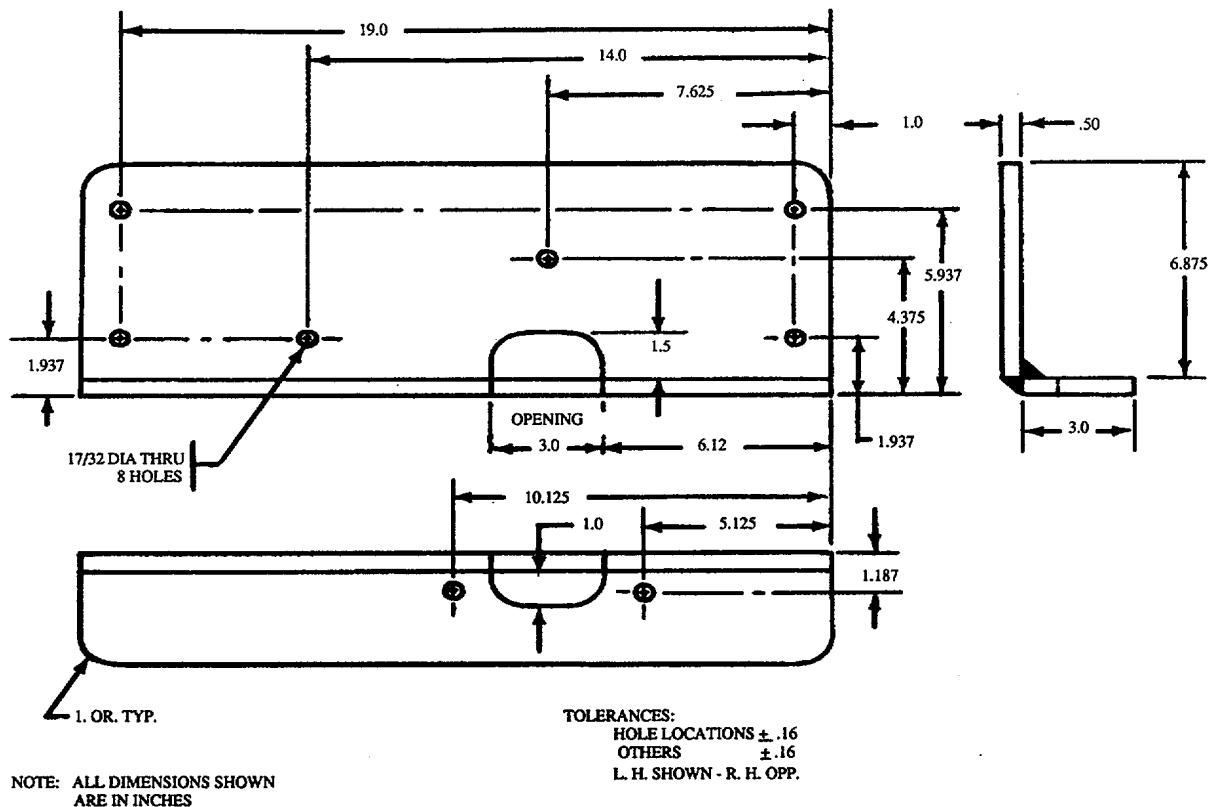 19.0
14.0
7.625
1.0
.50
6.875
5.937
4.375
1.5
1.937
OPENING
3.0
6.12
1.937
3.0
17/32 DIA THRU
8 HOLES
10.125
1.0
5.125
1.187
1. OR. TYP.
TOLERANCES:
HOLE LOCATIONS ± .16
OTERS ± .16
L. H. SHOWN - R. H. OPP.
NOTE: ALL DIMENSIONS SHOWN
ARE IN INCHES